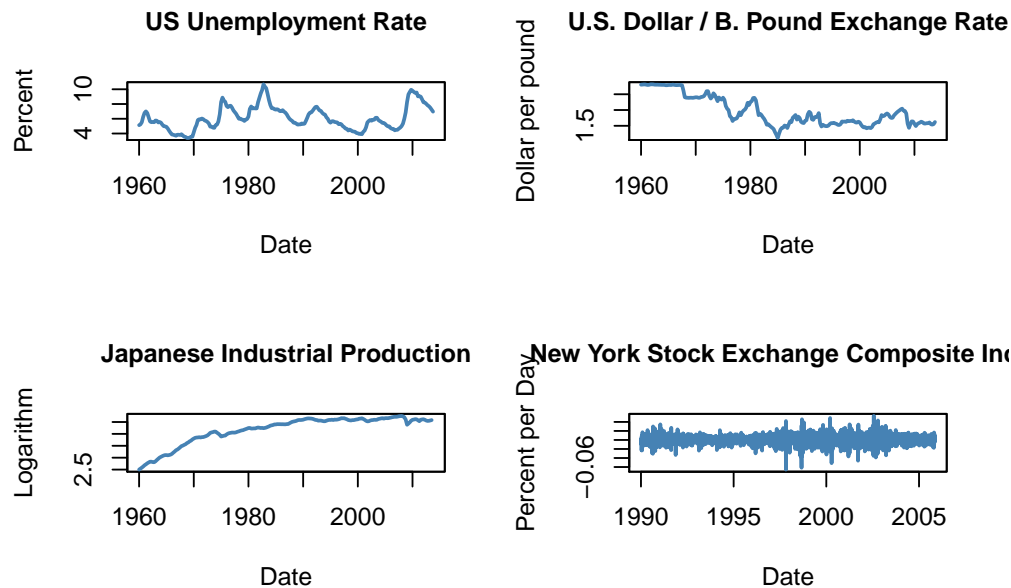 US Unemployment Rate
Percent
10
4
1960 1980 2000
Date
U.S. Dollar / B. Pound Exchange Rate
Dollar per pound
1.5
1960 1980 2000
Date
Japanese Industrial Production
Logarithm
2.5
1960 1980 2000
Date
New York Stock Exchange Composite Ind
Percent per Day
−0.06
1990 1995 2000 2005
Date